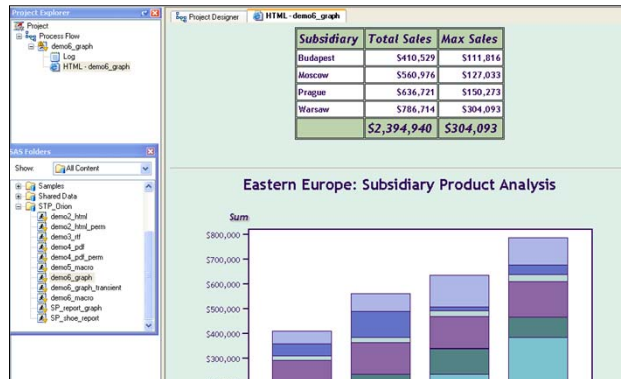 Project Explorer
Project
Process Flow
demo6_graph
Log
HTML - demo6_graph
SAS Folders
Show: All Content
Samples
Shared Data
STP_Orion
demo2_html
demo2_html_perm
demo3_rtf
demo4_pdf
demo4_pdf_perm
demo5_macro
demo6_graph
demo6_graph_transient
demo6_macro
SP_report_graph
SP_shoe_report
Project Designer HTML - demo6_graph
Subsidiary Total Sales Max Sales
Budapest $410,529 $111,816
Moscow $560,976 $127,033
Prague $636,721 $150,273
Warsaw $786,714 $304,093
$2,394,940 $304,093
Eastern Europe: Subsidiary Product Analysis
Sum
$800,000
$700,000
$600,000
$500,000
$400,000
$300,000